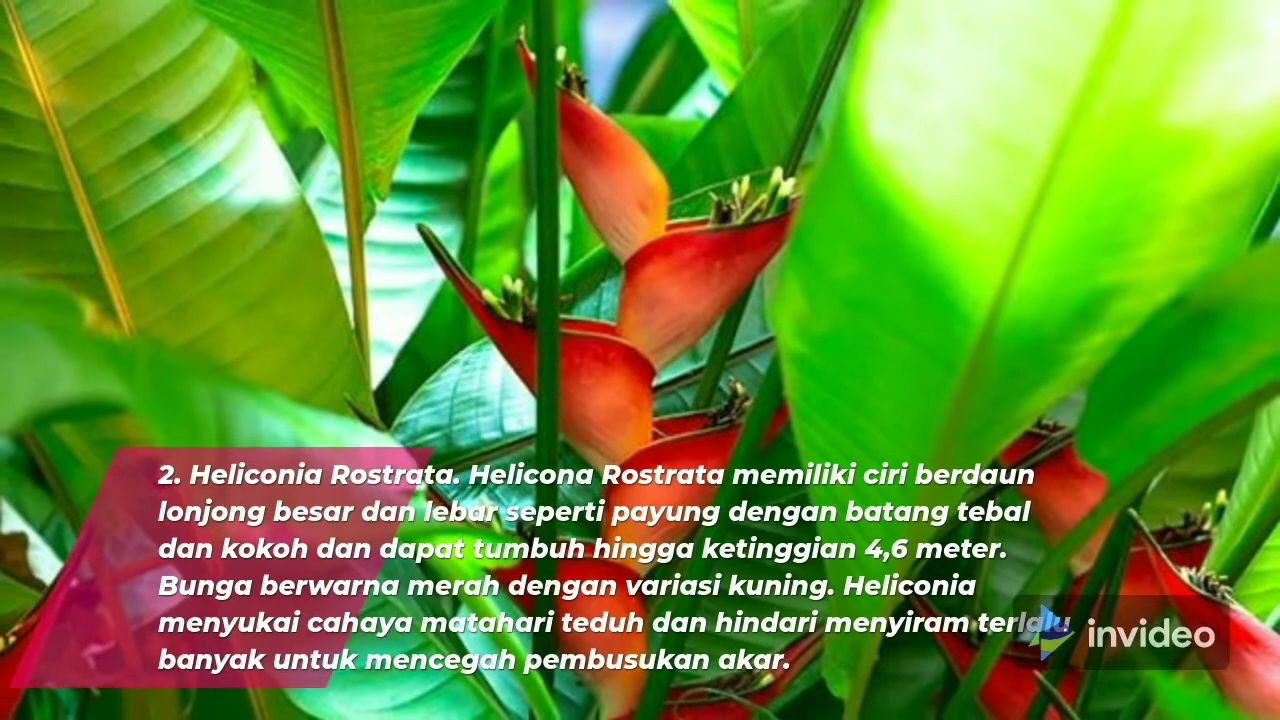 2. Heliconia Rostrata. Helicona Rostrata memiliki ciri berdaun
lonjong besar dan lebar seperti payung dengan batang tebal
dan kokoh dan dapat tumbuh hingga ketinggian 4,6 meter.
Bunga berwarna merah dengan variasi kuning. Heliconia
menyukai cahaya matahari teduh dan hindari menyiram terlalu
banyak untuk mencegah pembusukan akar.
invideo